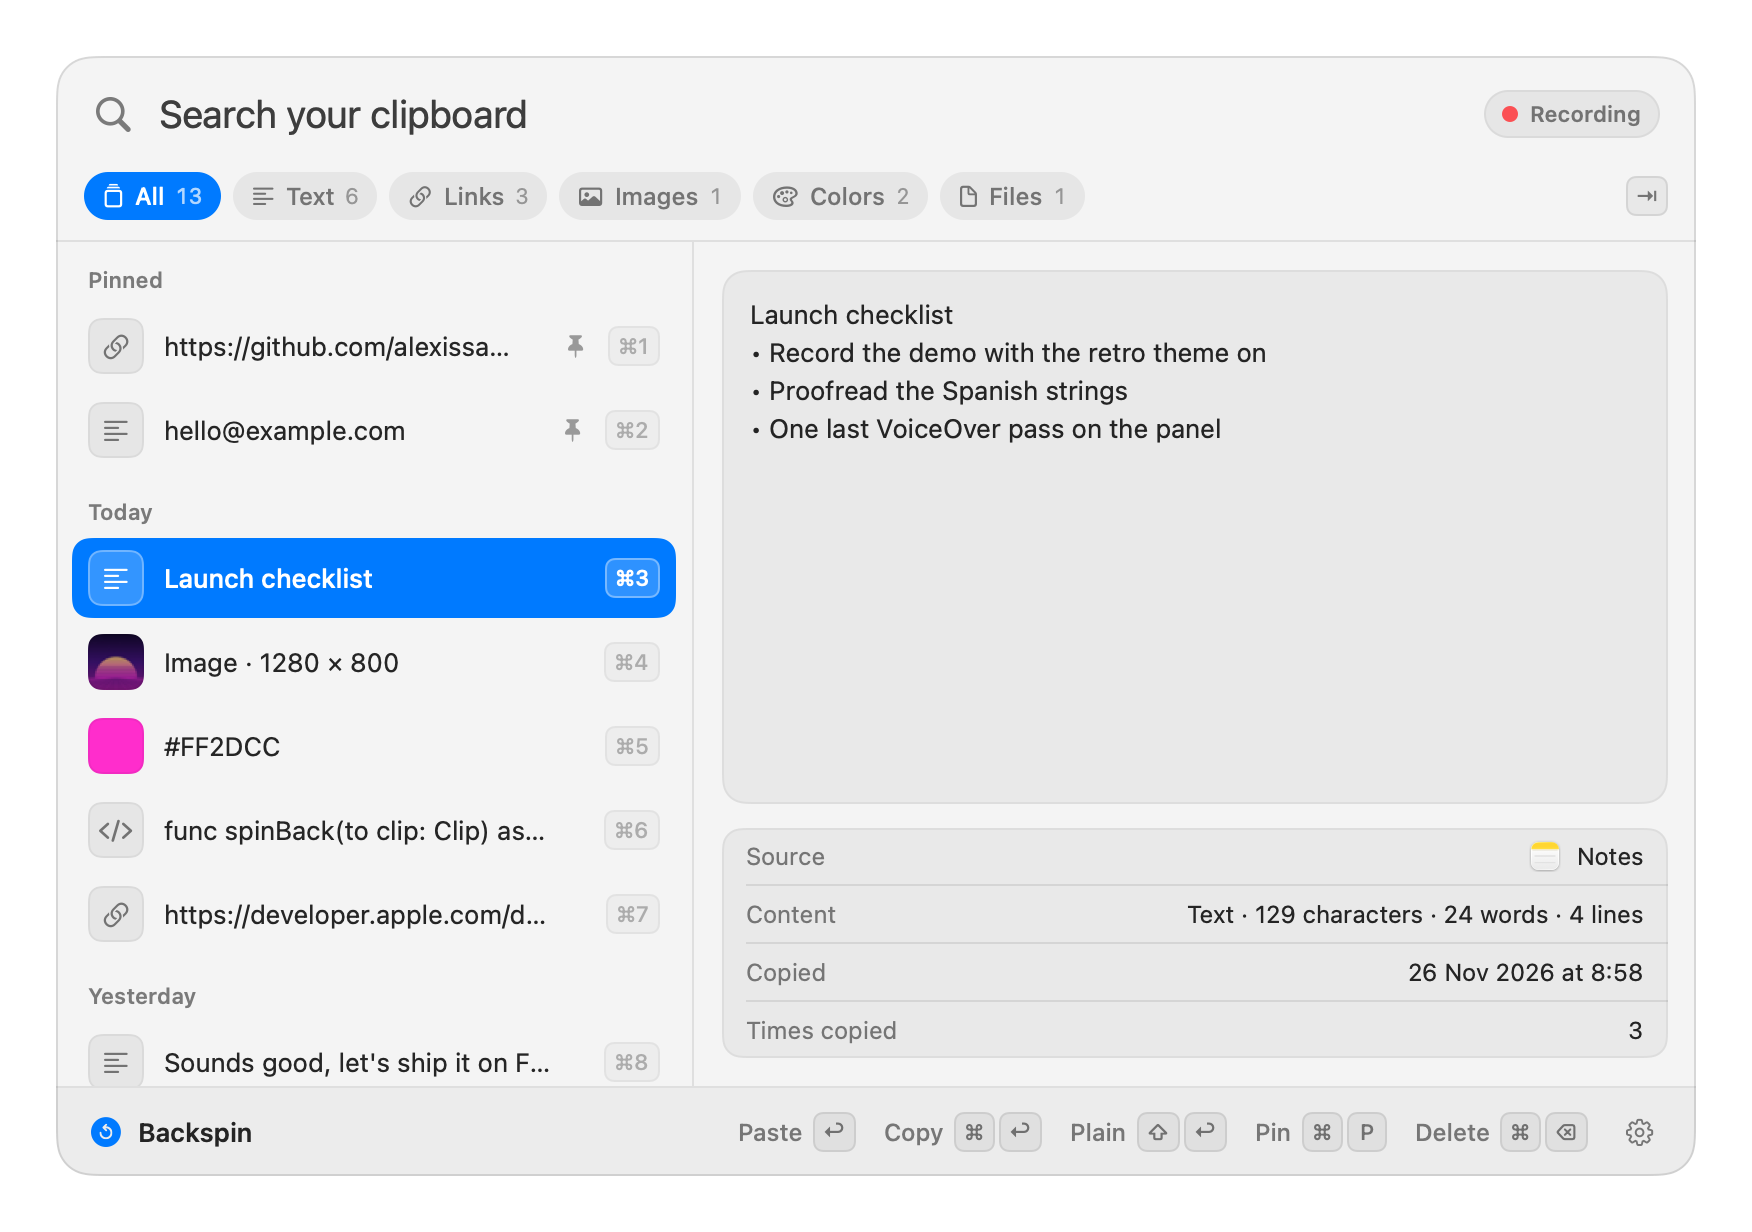 Search your clipboard
Recording
All 13
Text 6
Links 3
Images 1
Colors 2
Files 1
Pinned
https://github.com/alexissa...
⌘1
hello@example.com
⌘2
Today
Launch checklist
⌘3
Image · 1280 × 800
⌘4
#FF2DCC
⌘5
func spinBack(to clip: Clip) as...
⌘6
https://developer.apple.com/d...
⌘7
Yesterday
Sounds good, let's ship it on F...
⌘8
Launch checklist
• Record the demo with the retro theme on
• Proofread the Spanish strings
• One last VoiceOver pass on the panel
Source Notes
Content Text · 129 characters · 24 words · 4 lines
Copied 26 Nov 2026 at 8:58
Times copied 3
Backspin
Paste ↩ Copy ⌘ ↩ Plain ⇧ ↩ Pin ⌘ P Delete ⌘ ⌫